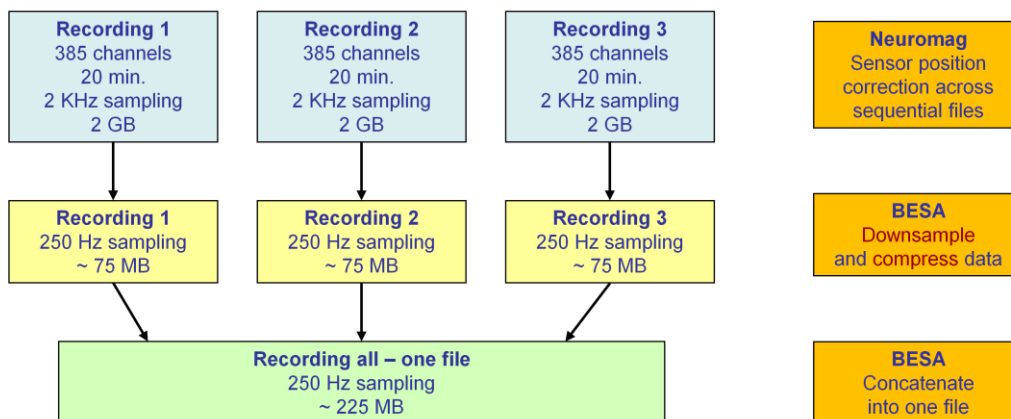 Recording 1
385 channels
20 min.
2 KHz sampling
2 GB
Recording 2
385 channels
20 min.
2 KHz sampling
2 GB
Recording 3
385 channels
20 min.
2 KHz sampling
2 GB
Neuromag
Sensor position
correction across
sequential files
Recording 1
250 Hz sampling
~ 75 MB
Recording 2
250 Hz sampling
~ 75 MB
Recording 3
250 Hz sampling
~ 75 MB
BESA
Downsample
and compress data
Recording all – one file
250 Hz sampling
~ 225 MB
BESA
Concatenate
into one file